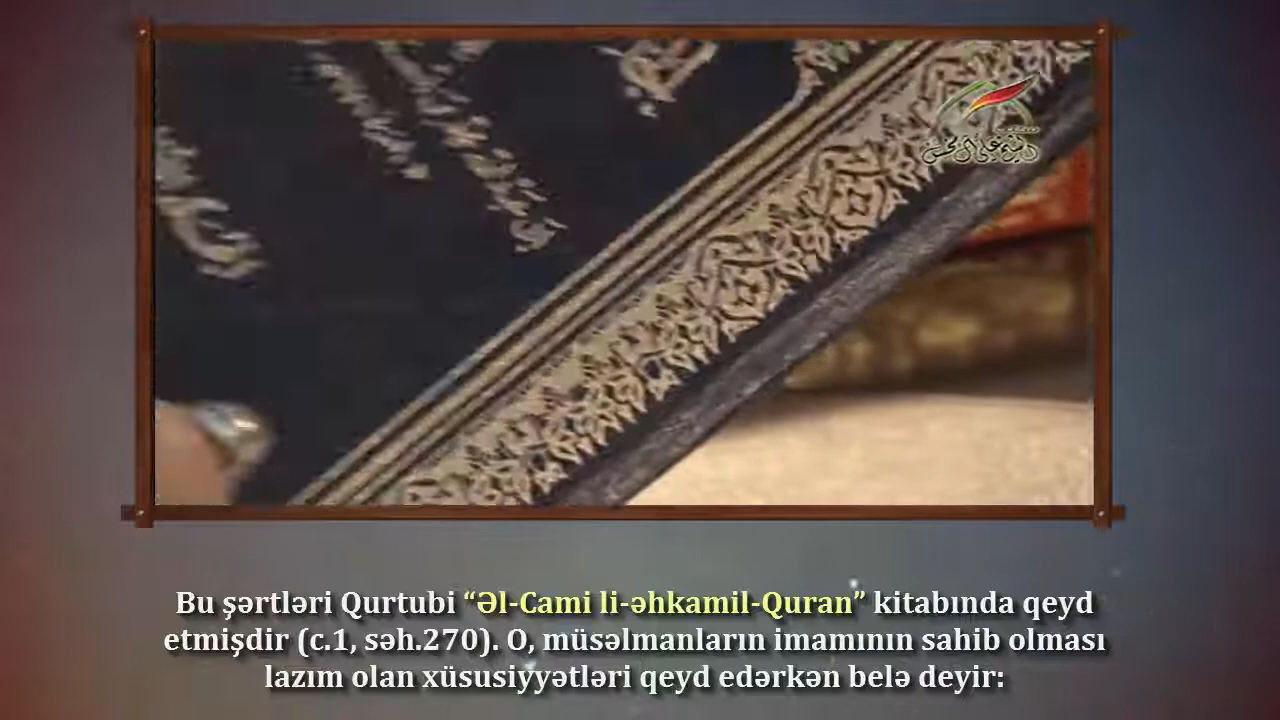 Bu şərtləri Qurtubi “Əl-Cami li-əhkamil-Quran” kitabında qeyd
etmişdir (c.1, səh.270). O, müsəlmanların imamının sahib olması
lazım olan xüsusiyyətləri qeyd edərkən belə deyir: